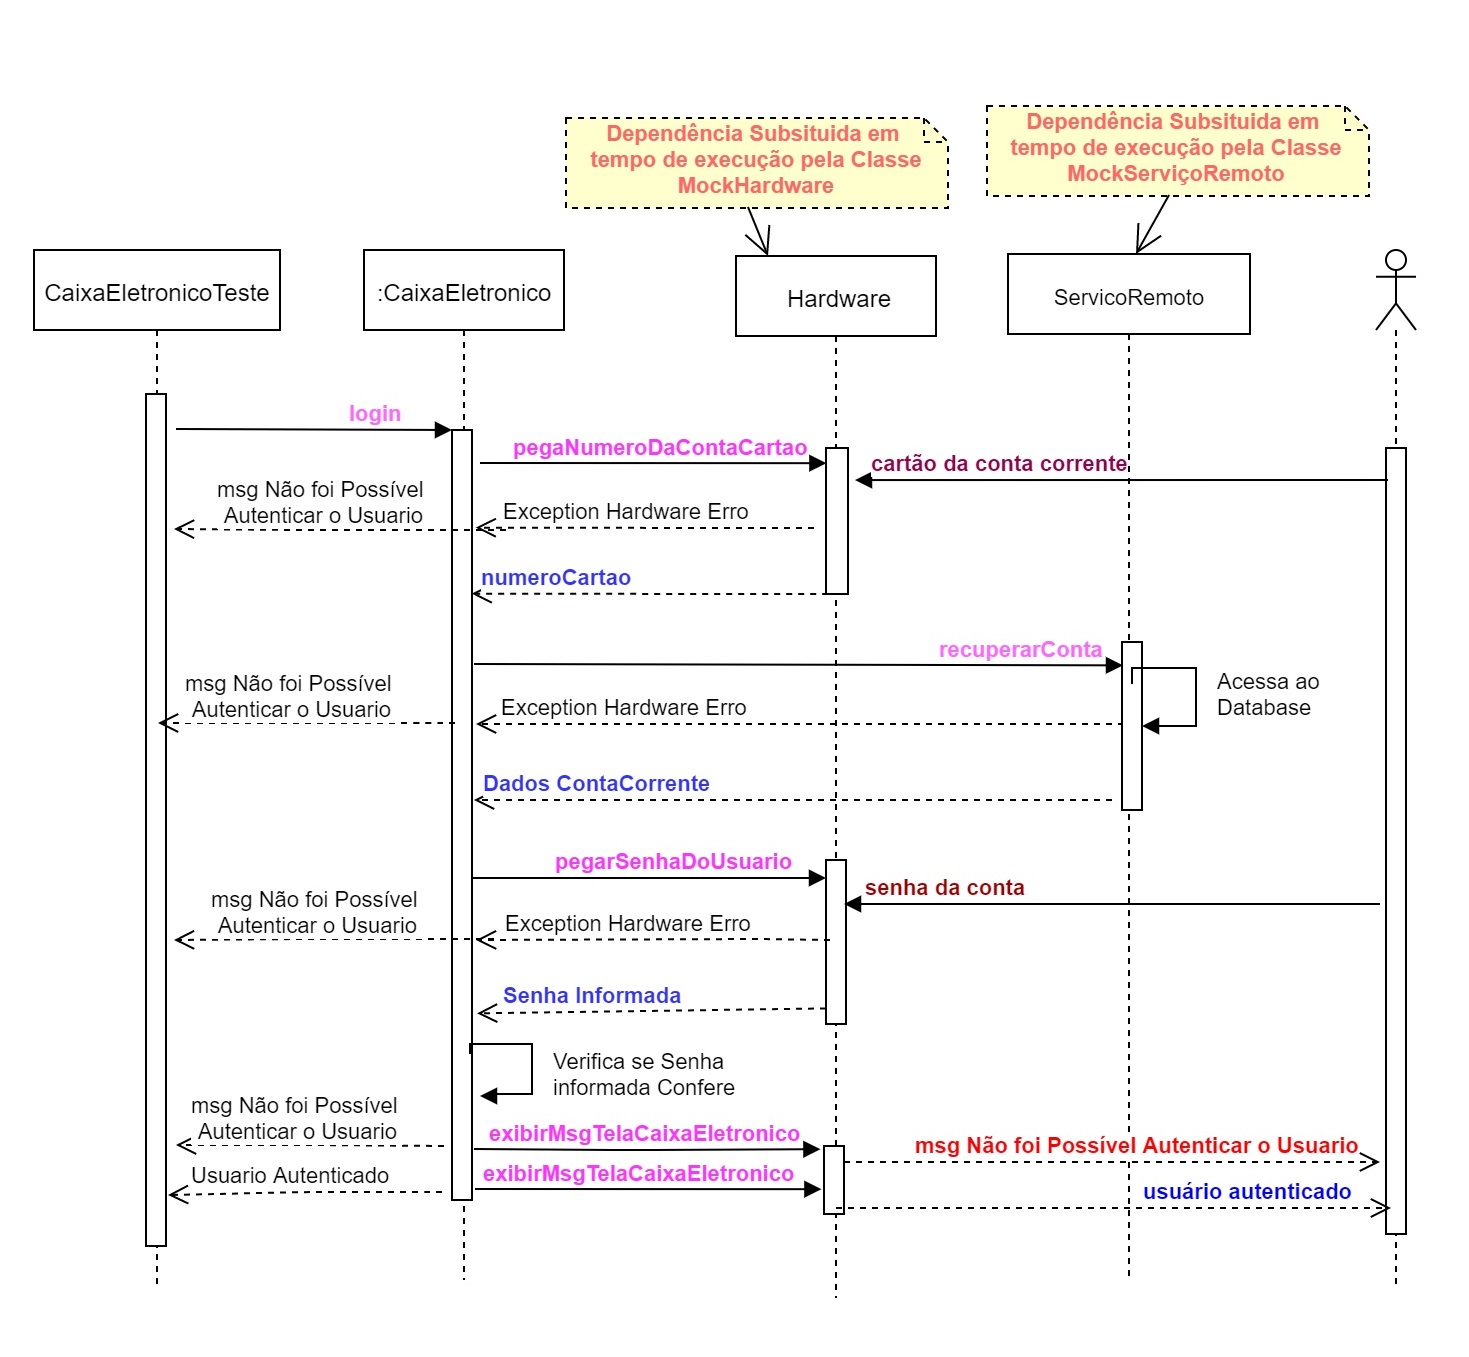 Dependência Subsituida em
tempo de execução pela Classe
MockHardware
Dependência Subsituida em
tempo de execução pela Classe
MockServiçoRemoto
CaixaEletronicoTeste
:CaixaEletronico
Hardware
ServicoRemoto
login
pegaNumeroDaContaCartao
cartão da conta corrente
msg Não foi Possível
Autenticar o Usuario
Exception Hardware Erro
numeroCartao
recuperarConta
msg Não foi Possível
Autenticar o Usuario
Exception Hardware Erro
Acessa ao
Database
Dados ContaCorrente
pegarSenhaDoUsuario
senha da conta
msg Não foi Possível
Autenticar o Usuario
Exception Hardware Erro
Senha Informada
Verifica se Senha
informada Confere
msg Não foi Possível
Autenticar o Usuario
exibirMsgTelaCaixaEletronico
msg Não foi Possível Autenticar o Usuario
Usuario Autenticado
exibirMsgTelaCaixaEletronico
usuário autenticado